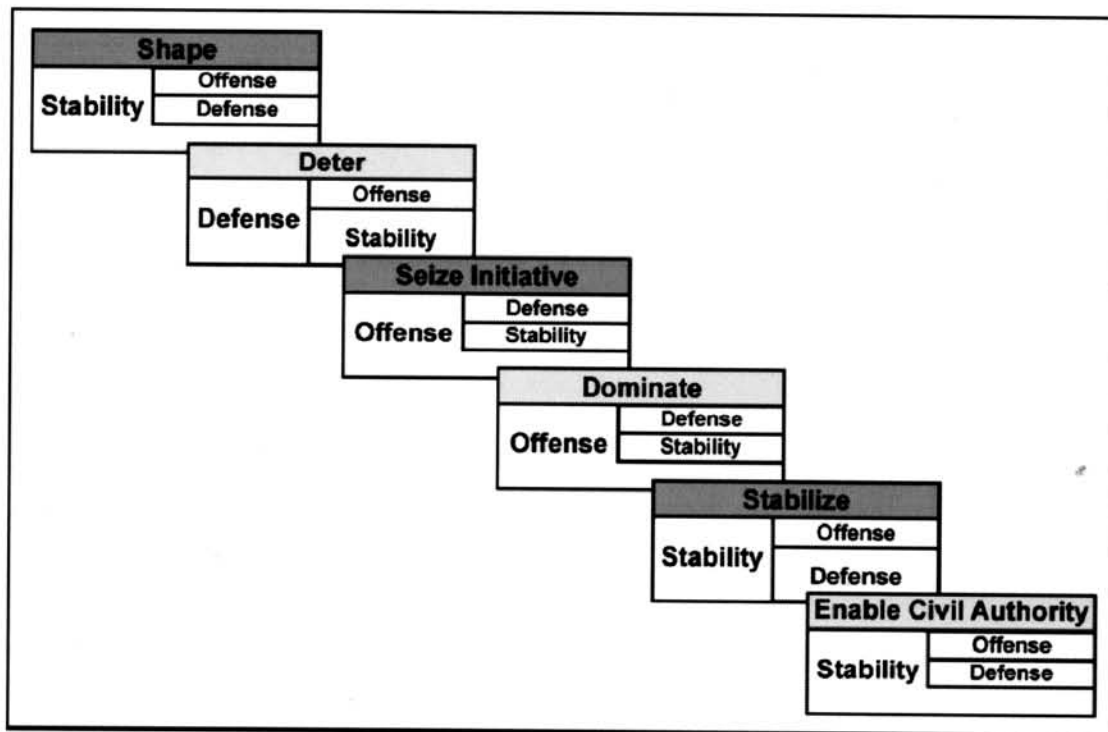 Shape
Stability
Offense
Defense
Deter
Defense
Offense
Stability
Seize Initiative
Offense
Defense
Stability
Dominate
Offense
Defense
Stability
Stabilize
Stability
Offense
Defense
Enable Civil Authority
Stability
Offense
Defense